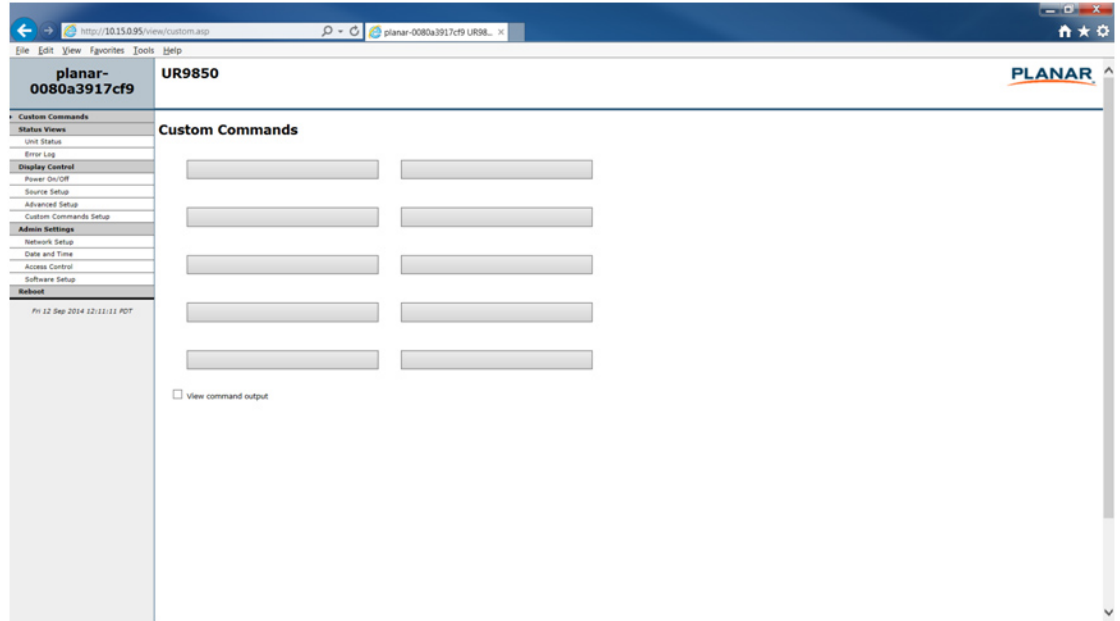 http://10.15.0.95/view/custom.asp
planar-0080a3917cf9 UR98...
File Edit View Favorites Tools Help
planar-
0080a3917cf9
UR9850
PLANAR
Custom Commands
Status Views
Unit Status
Error Log
Display Control
Power On/Off
Source Setup
Advanced Setup
Custom Commands Setup
Admin Settings
Network Setup
Date and Time
Access Control
Software Setup
Reboot
Fri 12 Sep 2014 12:11:11 PDT
Custom Commands
View command output